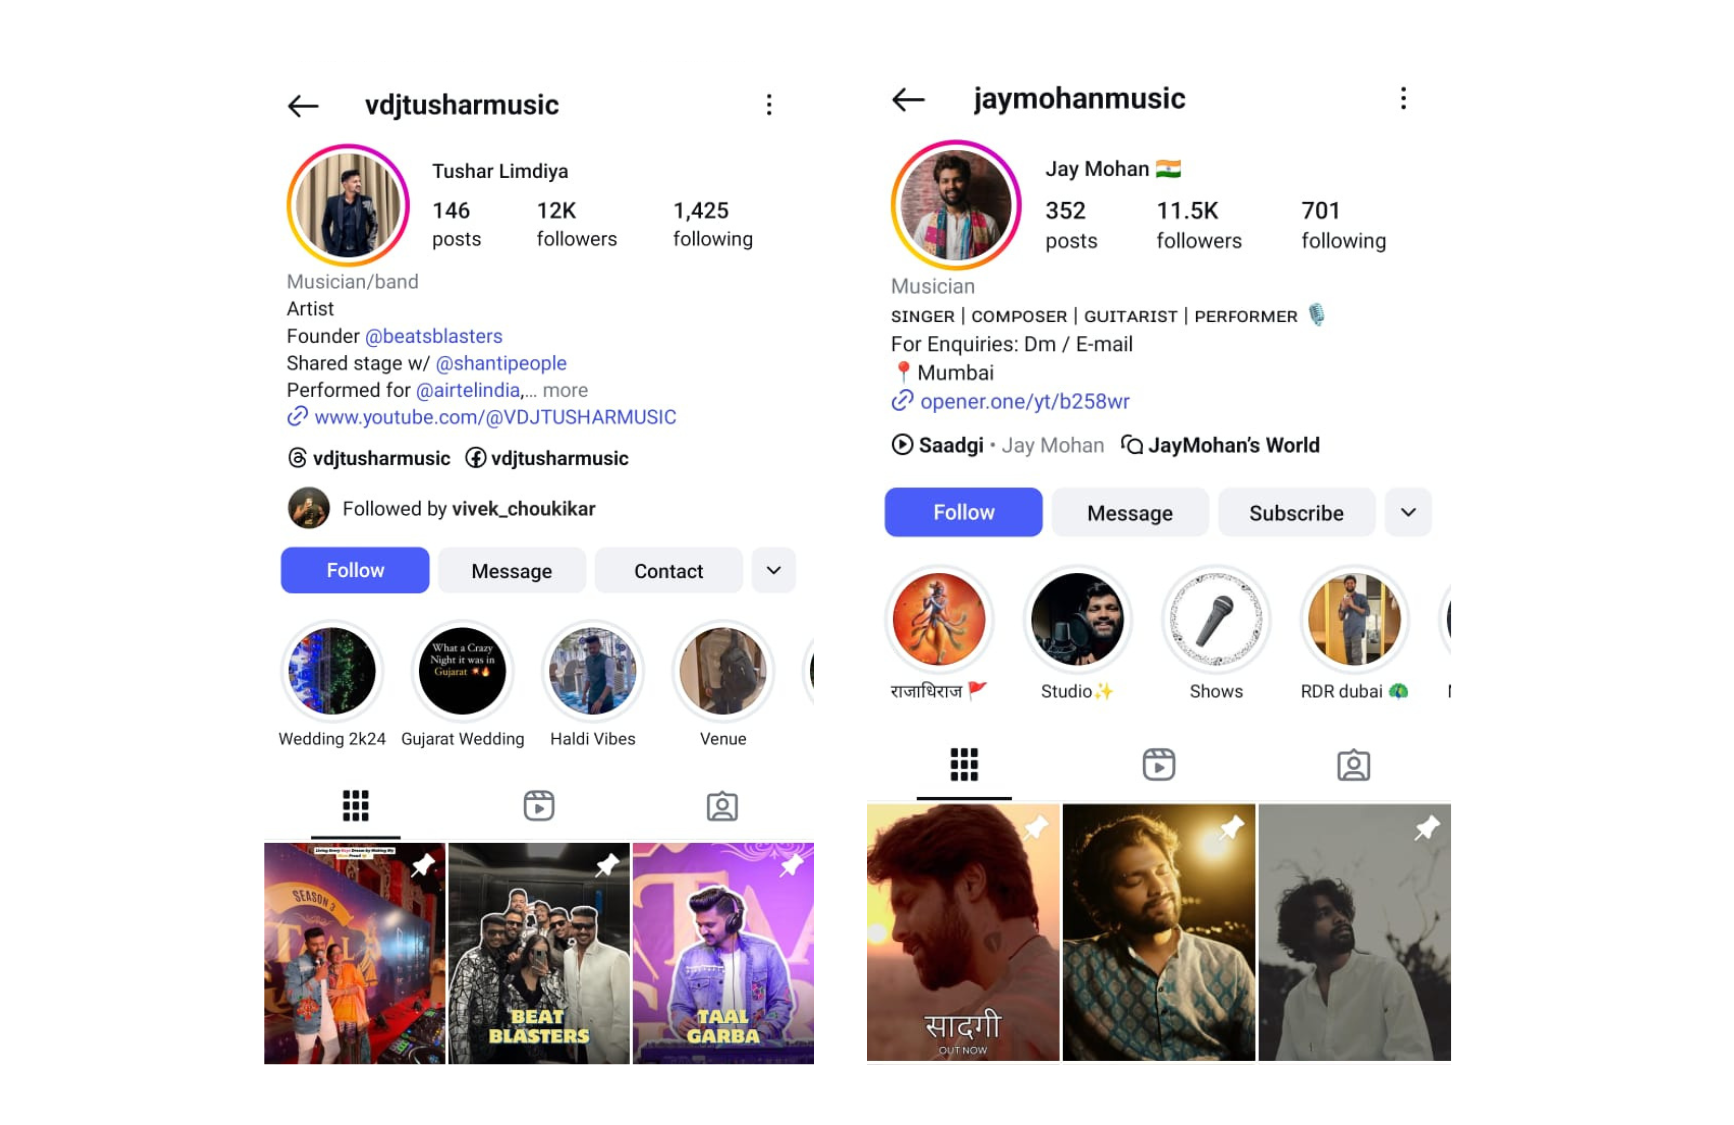 vdjtusharmusic
Tushar Limdiya
146 12K 1,425
posts followers following
Musician/band
Artist
Founder @beatsblasters
Shared stage w/ @shantipeople
Performed for @airtelindia,... more
www.youtube.com/@VDJTUSHARMUSIC
vdjtusharmusic vdjtusharmusic
Followed by vivek_choukikar
Follow Message Contact
What a Crazy
Night it was in
Gujarat 💥🔥
Wedding 2k24 Gujarat Wedding Haldi Vibes Venue
SEASON 3
BEAT
BLASTERS
TAAL
GARBA
jaymohanmusic
Jay Mohan 🇮🇳
352 11.5K 701
posts followers following
Musician
SINGER | COMPOSER | GUITARIST | PERFORMER 🎙️
For Enquiries: Dm / E-mail
📍Mumbai
opener.one/yt/b258wr
Saadgi • Jay Mohan JayMohan's World
Follow Message Subscribe
राजाधिराज 🚩 Studio✨ Shows RDR dubai 🦚
सादगी
OUT NOW